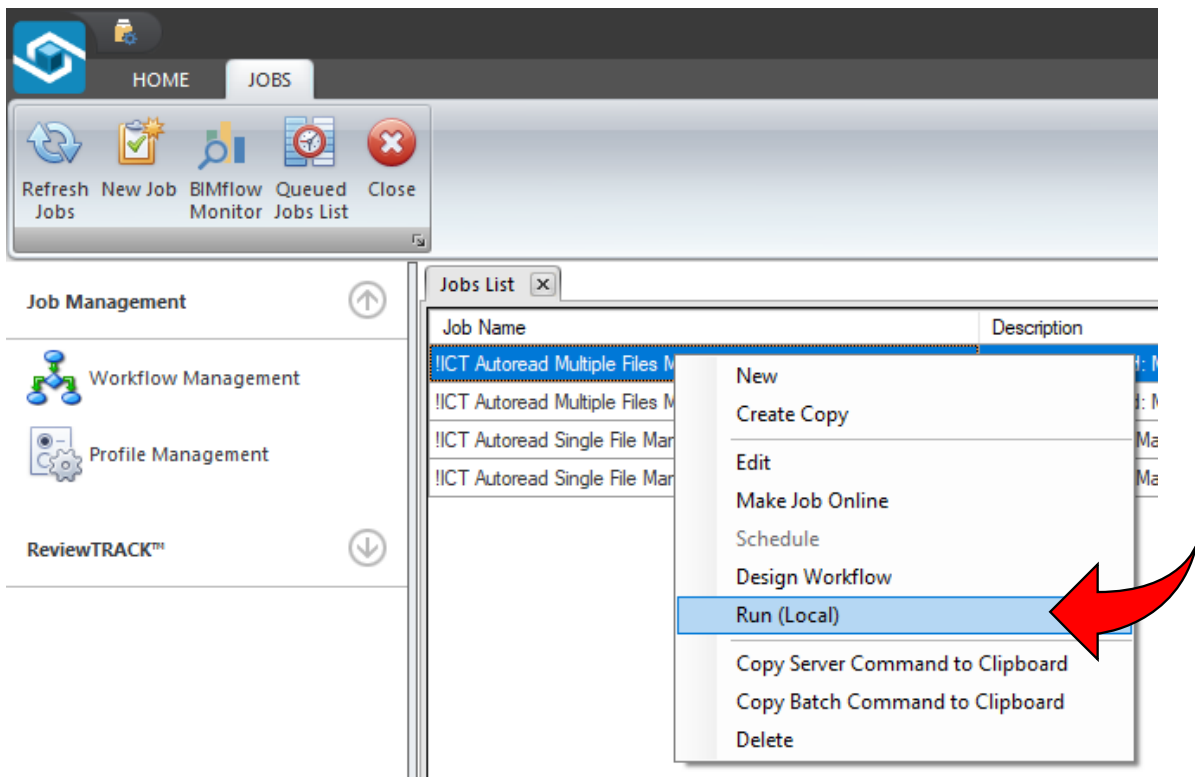 HOME JOBS
Refresh Jobs
New Job
BIMflow Monitor
Queued Jobs List
Close
Job Management
Workflow Management
Profile Management
ReviewTRACK™
Jobs List
Job Name Description
!ICT Autoread Multiple Files
!ICT Autoread Multiple Files
!ICT Autoread Single File
!ICT Autoread Single File
New
Create Copy
Edit
Make Job Online
Schedule
Design Workflow
Run (Local)
Copy Server Command to Clipboard
Copy Batch Command to Clipboard
Delete